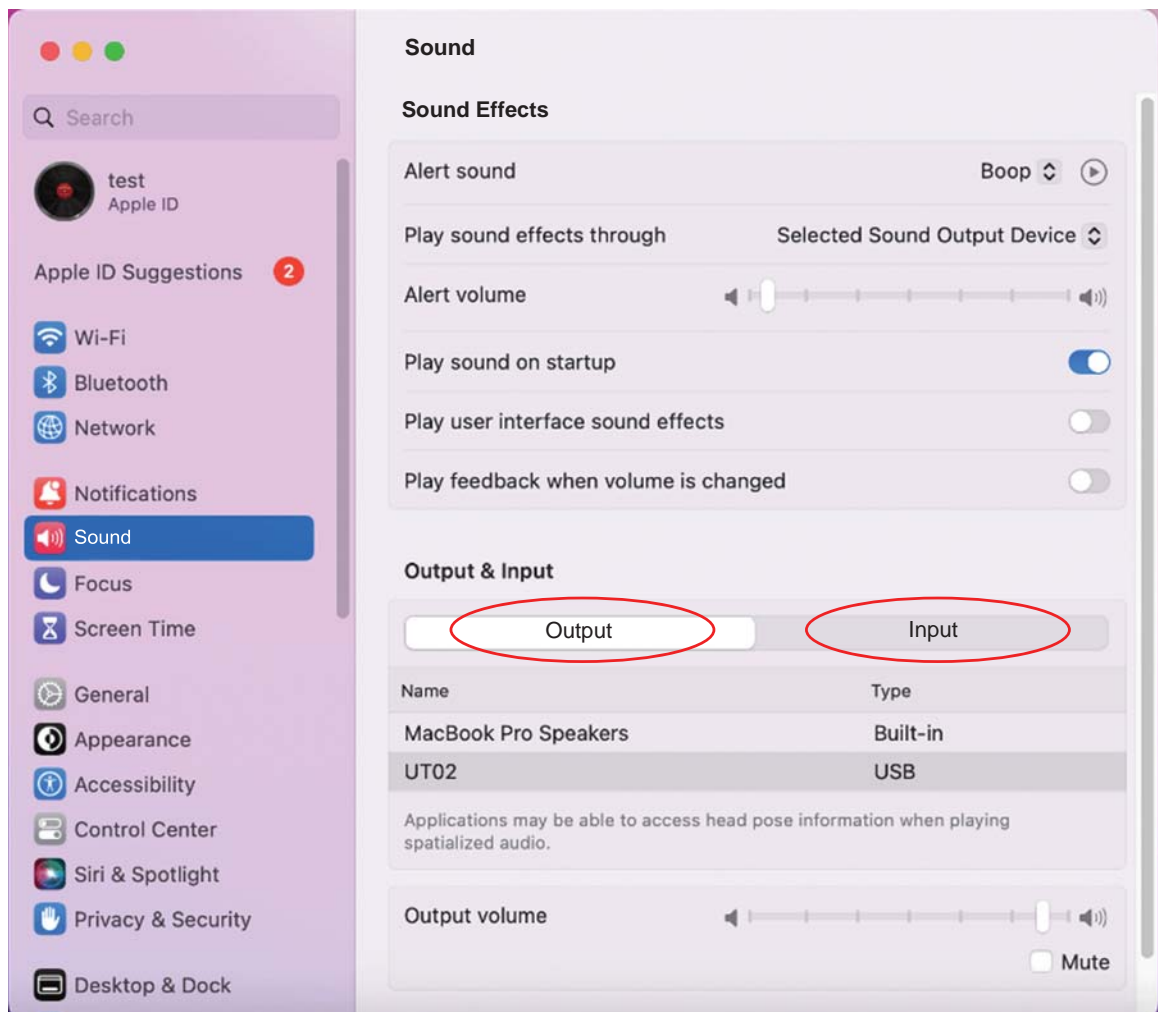 Search
test
Apple ID
Apple ID Suggestions 2
Wi-Fi
Bluetooth
Network
Notifications
Sound
Focus
Screen Time
General
Appearance
Accessibility
Control Center
Siri & Spotlight
Privacy & Security
Desktop & Dock
Sound
Sound Effects
Alert sound Boop
Play sound effects through Selected Sound Output Device
Alert volume
Play sound on startup
Play user interface sound effects
Play feedback when volume is changed
Output & Input
Output Input
Name Type
MacBook Pro Speakers Built-in
UT02 USB
Applications may be able to access head pose information when playing
spatialized audio.
Output volume
Mute